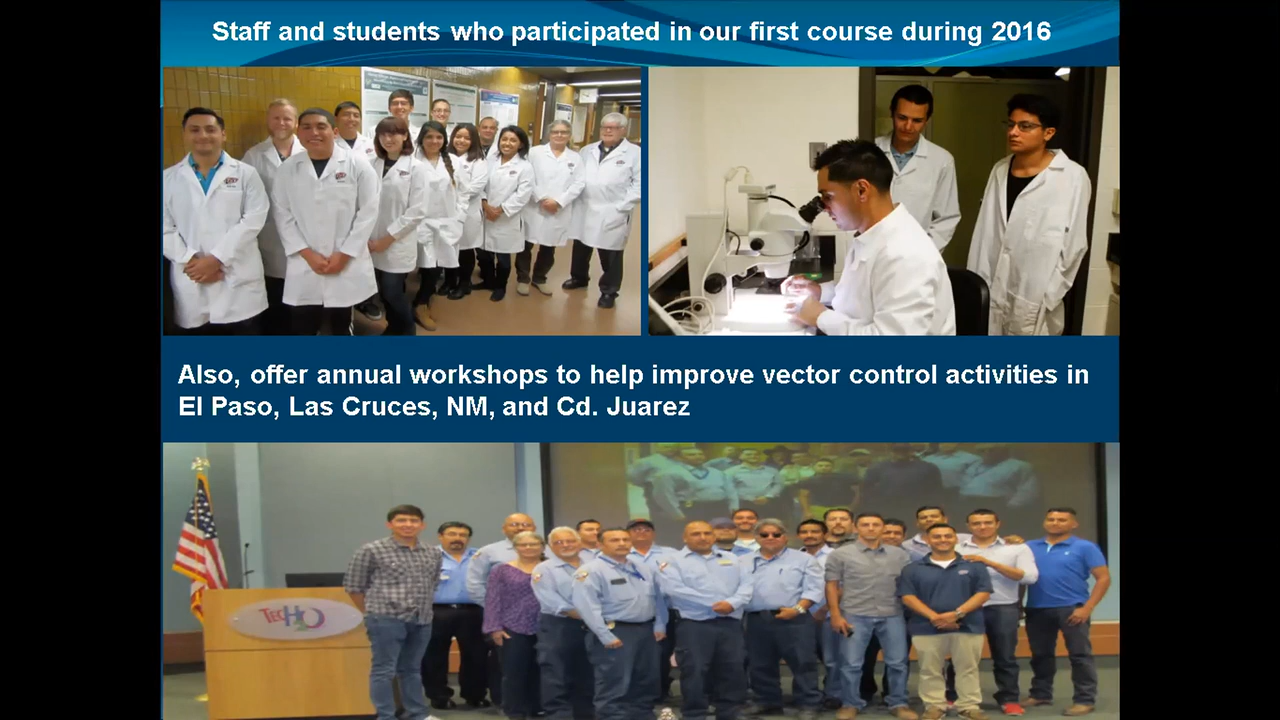 Staff and students who participated in our first course during 2016
Also, offer annual workshops to help improve vector control activities in
El Paso, Las Cruces, NM, and Cd. Juarez
TecH2O